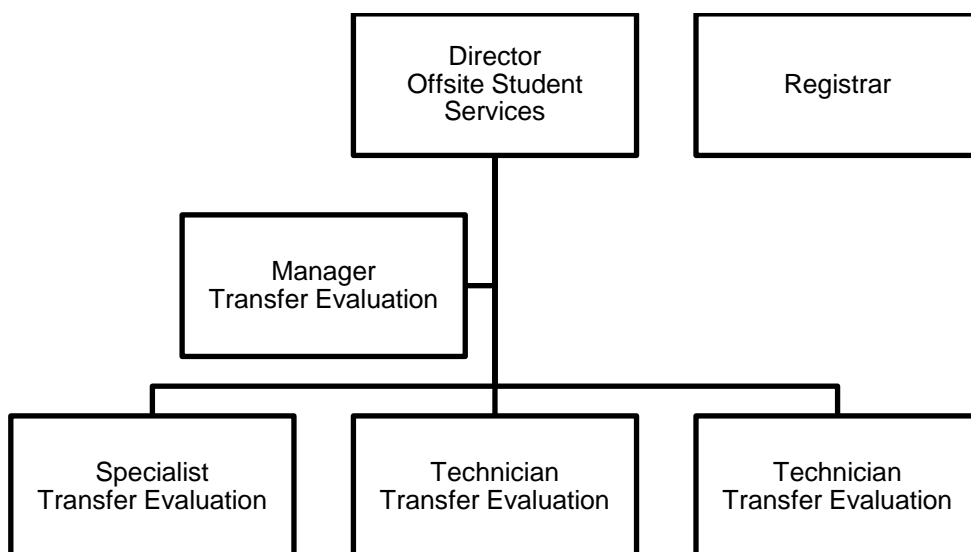 Director
Offsite Student
Services
Registrar
Manager
Transfer Evaluation
Specialist
Transfer Evaluation
Technician
Transfer Evaluation
Technician
Transfer Evaluation